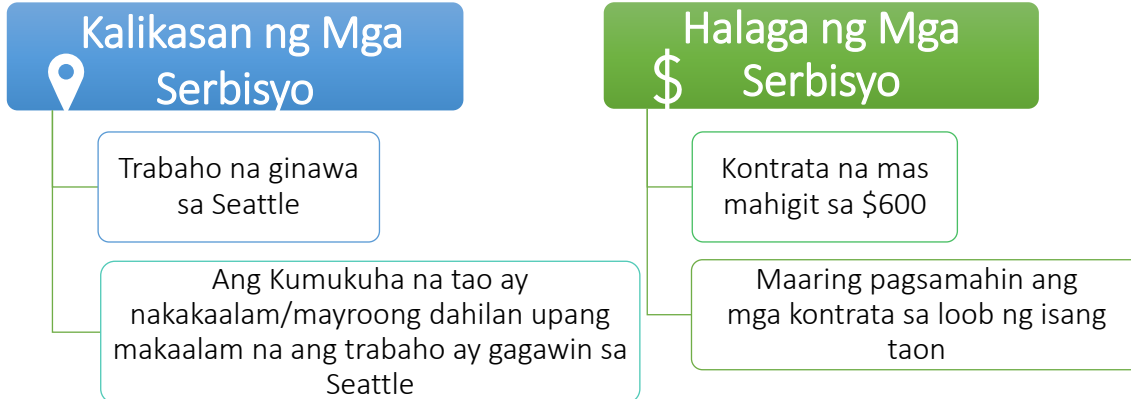 Kalikasan ng Mga
Serbisyo
Trabaho na ginawa
sa Seattle
Ang Kumukuha na tao ay
nakakaalam/mayroong dahilan upang
makaalam na ang trabaho ay gagawin sa
Seattle
Halaga ng Mga
$ Serbisyo
Kontrata na mas
mahigit sa $600
Maaring pagsamahin ang
mga kontrata sa loob ng isang
taon